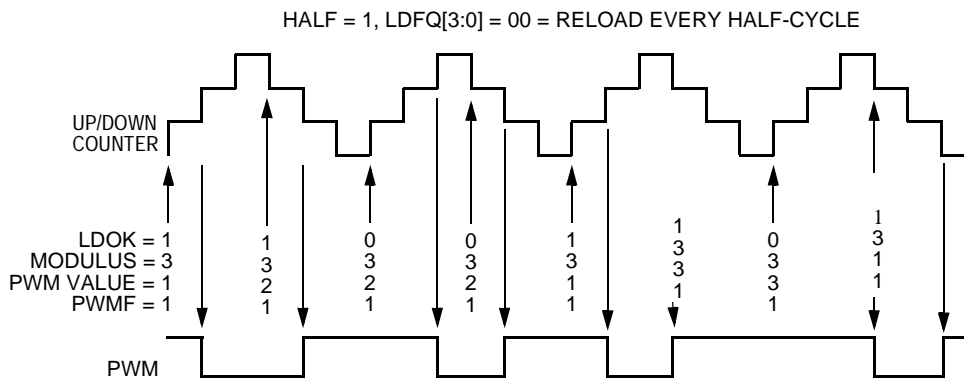 HALF = 1, LDFQ[3:0] = 00 = RELOAD EVERY HALF-CYCLE
UP/DOWN
COUNTER
LDOK = 1 1 0 0 1 1 0 1
MODULUS = 3 3 3 3 3 3 3 3
PWM VALUE = 1 2 2 2 1 3 3 1
PWMF = 1 1 1 1 1 1 1 1
PWM